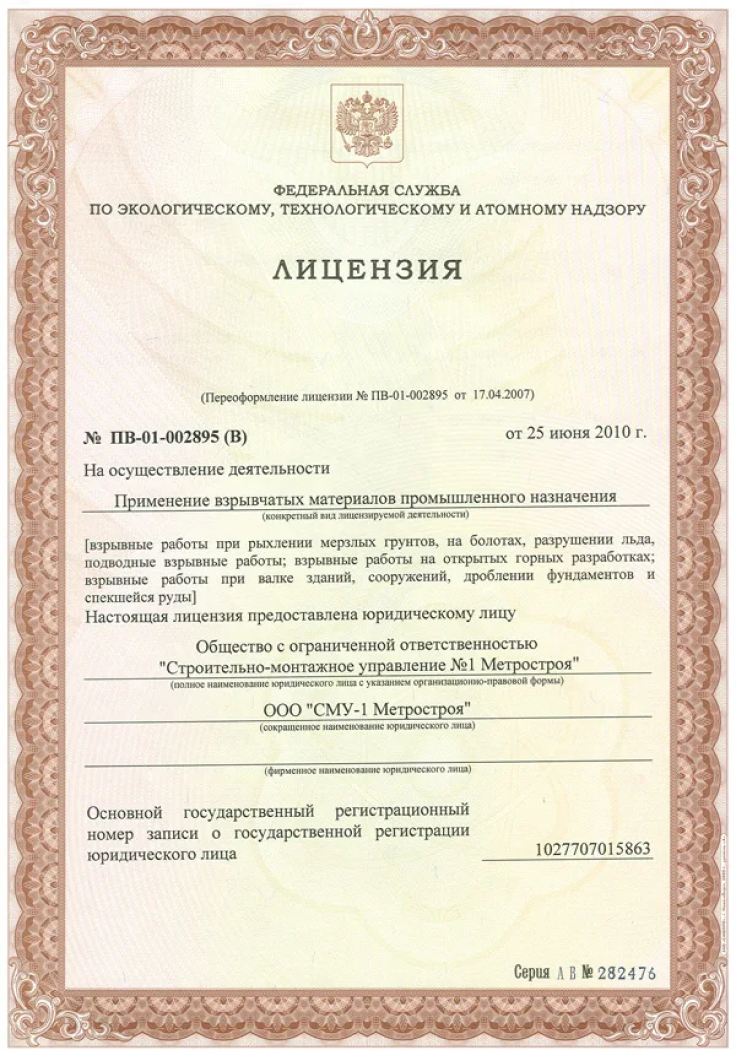 ФЕДЕРАЛЬНАЯ СЛУЖБА
ПО ЭКОЛОГИЧЕСКОМУ, ТЕХНОЛОГИЧЕСКОМУ И АТОМНОМУ НАДЗОРУ
ЛИЦЕНЗИЯ
(Переоформление лицензии № ПВ-01-002895 от 17.04.2007)
№ ПВ-01-002895 (В)
от 25 июня 2010 г.
На осуществление деятельности
Применение взрывчатых материалов промышленного назначения
(конкретный вид лицензируемой деятельности)
[взрывные работы при рыхлении мерзлых грунтов, на болотах, разрушении льда,
подводные взрывные работы; взрывные работы на открытых горных разработках;
взрывные работы при валке зданий, сооружений, дроблении фундаментов и
спекшейся руды]
Настоящая лицензия предоставлена юридическому лицу
Общество с ограниченной ответственностью
"Строительно-монтажное управление №1 Метростроя"
(полное наименование юридического лица с указанием организационно-правовой формы)
ООО "СМУ-1 Метростроя"
(сокращенное наименование юридического лица)
(фирменное наименование юридического лица)
Основной государственный регистрационный
номер записи о государственной регистрации
юридического лица
1027707015863
Серия А В № 282476